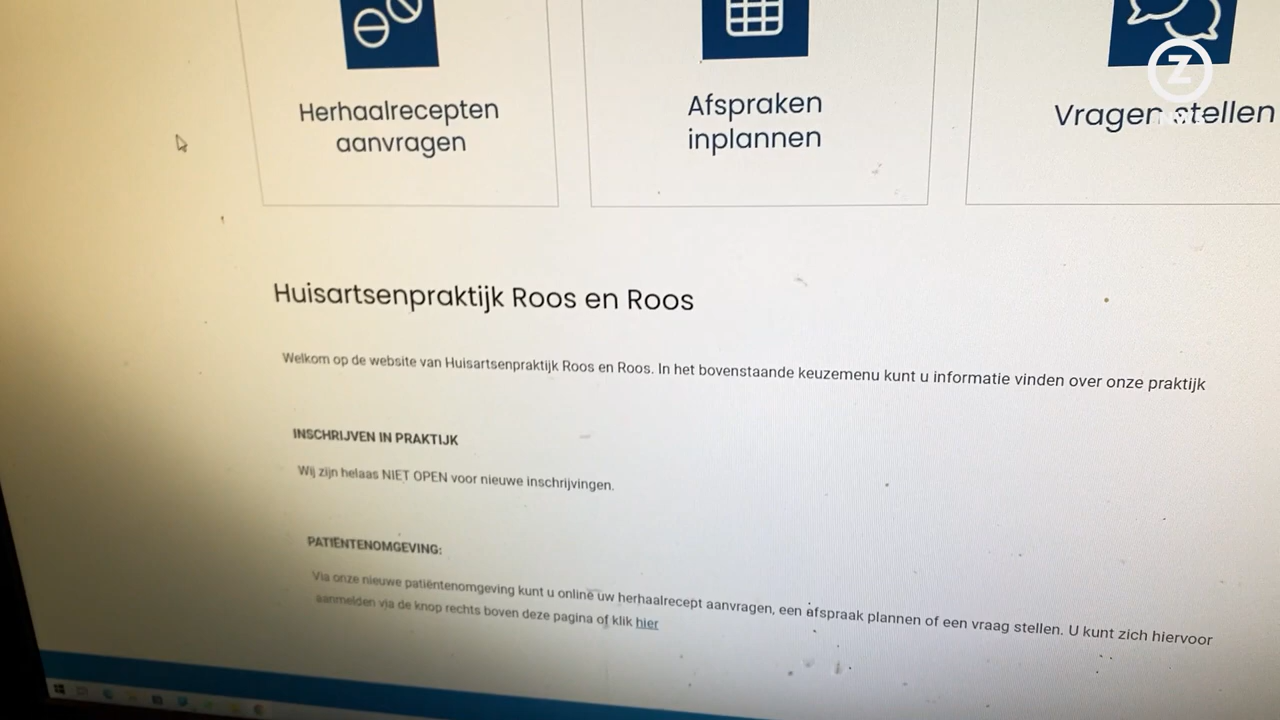 Z
Herhaalrecepten
aanvragen
Afspraken
inplannen
Vragen stellen
Huisartsenpraktijk Roos en Roos
Welkom op de website van Huisartsenpraktijk Roos en Roos. In het bovenstaande keuzemenu kunt u informatie vinden over onze praktijk
INSCHRIJVEN IN PRAKTIJK
Wij zijn helaas NIET OPEN voor nieuwe inschrijvingen.
PATIËNTENOMGEVING:
Via onze nieuwe patiëntenomgeving kunt u online uw herhaalrecept aanvragen, een afspraak plannen of een vraag stellen. U kunt zich hiervoor
aanmelden via de knop rechts boven deze pagina of klik hier